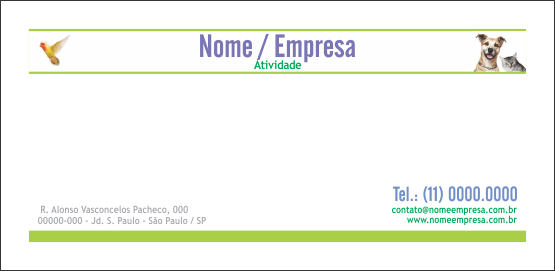 Nome / Empresa
Atividade
Tel.: (11) 0000.0000
R. Alonso Vasconcelos Pacheco, 000
contato@nomeempresa.com.br
00000-000 - Jd. S. Paulo - São Paulo / SP
www.nomeempresa.com.br